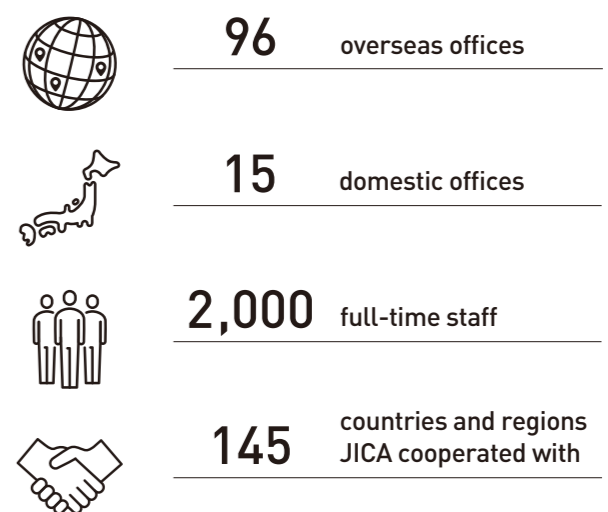 96 overseas offices
15 domestic offices
2,000 full-time staff
145 countries and regions
JICA cooperated with